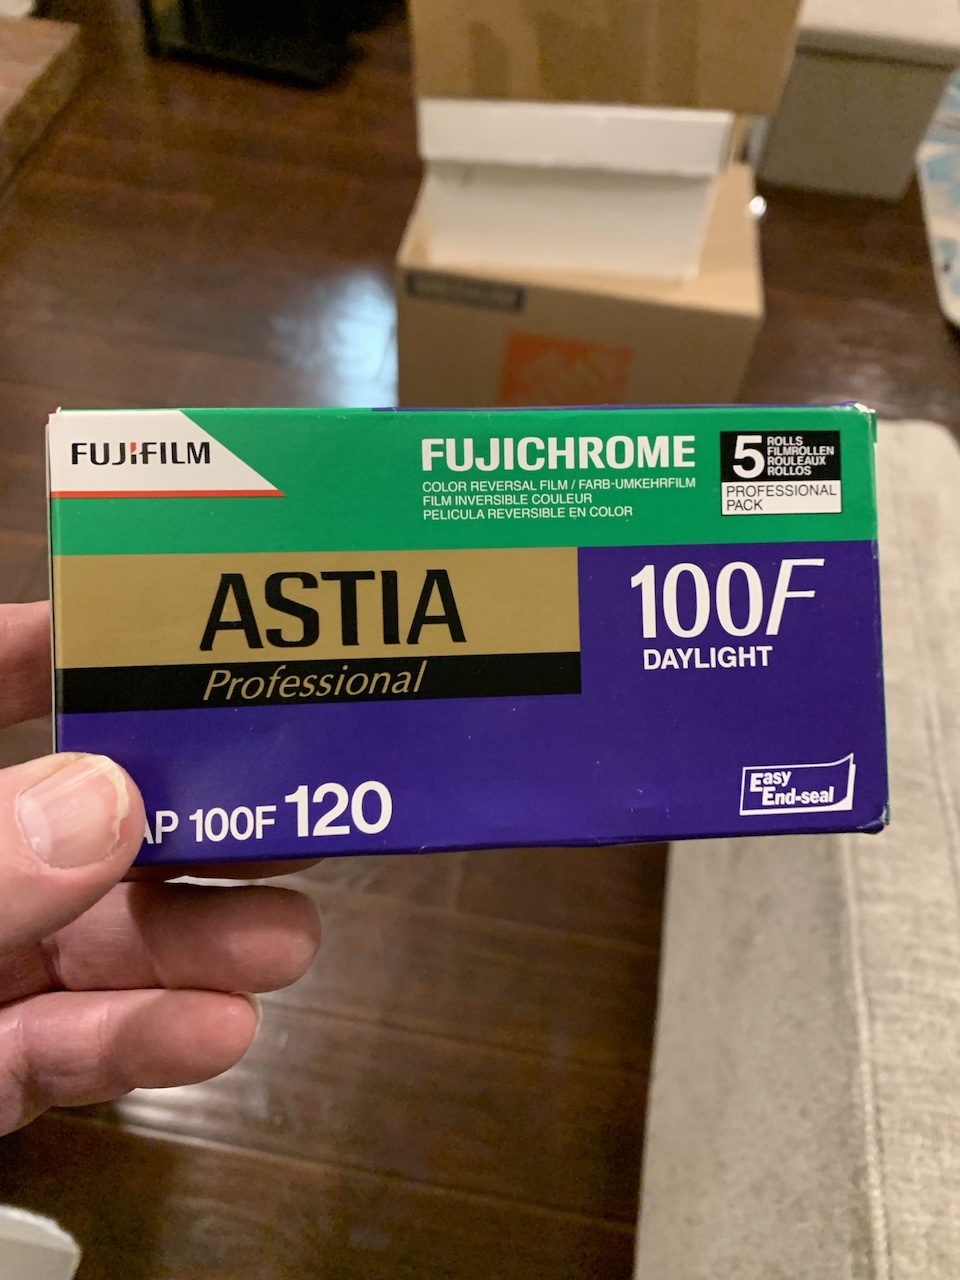 FUJIFILM
FUJICHROME
COLOR REVERSAL FILM / FARB-UMKEHRFILM
FILM INVERSIBLE COULEUR
PELICULA REVERSIBLE EN COLOR
5 ROLLS
FILMROLLEN
ROULEAUX
ROLLOS
PROFESSIONAL
PACK
ASTIA
Professional
100F
DAYLIGHT
AP 100F 120
Easy
End-seal